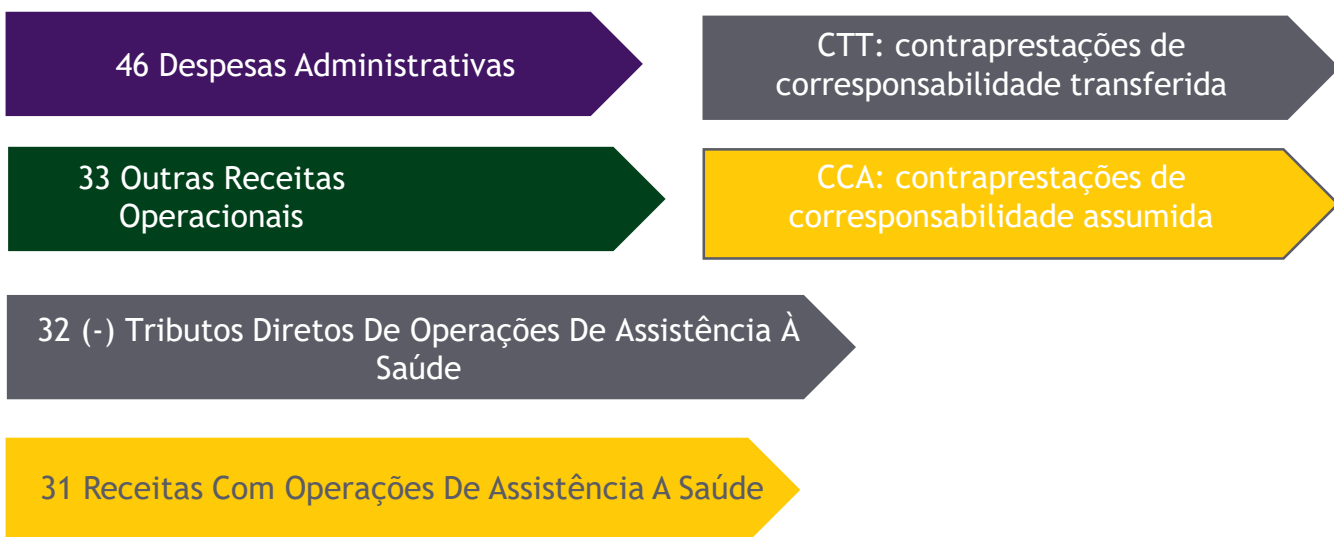 46 Despesas Administrativas
CTT: contraprestações de
corresponsabilidade transferida
33 Outras Receitas
Operacionais
CCA: contraprestações de
corresponsabilidade assumida
32 (-) Tributos Diretos De Operações De Assistência À
Saúde
31 Receitas Com Operações De Assistência A Saúde